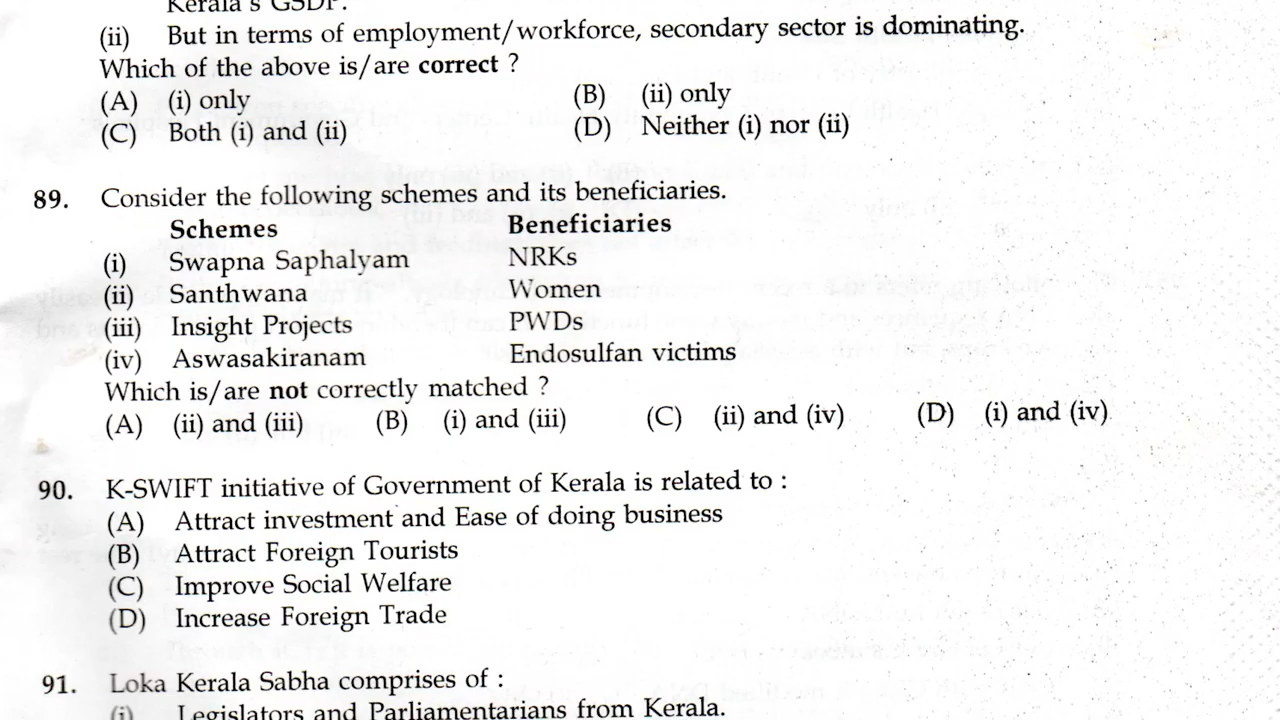 Kerala's GSDP.
(ii) But in terms of employment/workforce, secondary sector is dominating.
Which of the above is/are correct ?
(A) (i) only (B) (ii) only
(C) Both (i) and (ii) (D) Neither (i) nor (ii)
89. Consider the following schemes and its beneficiaries.
Schemes Beneficiaries
(i) Swapna Saphalyam NRKs
(ii) Santhwana Women
(iii) Insight Projects PWDs
(iv) Aswasakiranam Endosulfan victims
Which is/are not correctly matched ?
(A) (ii) and (iii) (B) (i) and (iii) (C) (ii) and (iv) (D) (i) and (iv)
90. K-SWIFT initiative of Government of Kerala is related to :
(A) Attract investment and Ease of doing business
(B) Attract Foreign Tourists
(C) Improve Social Welfare
(D) Increase Foreign Trade
91. Loka Kerala Sabha comprises of :
(i) Legislators and Parliamentarians from Kerala.